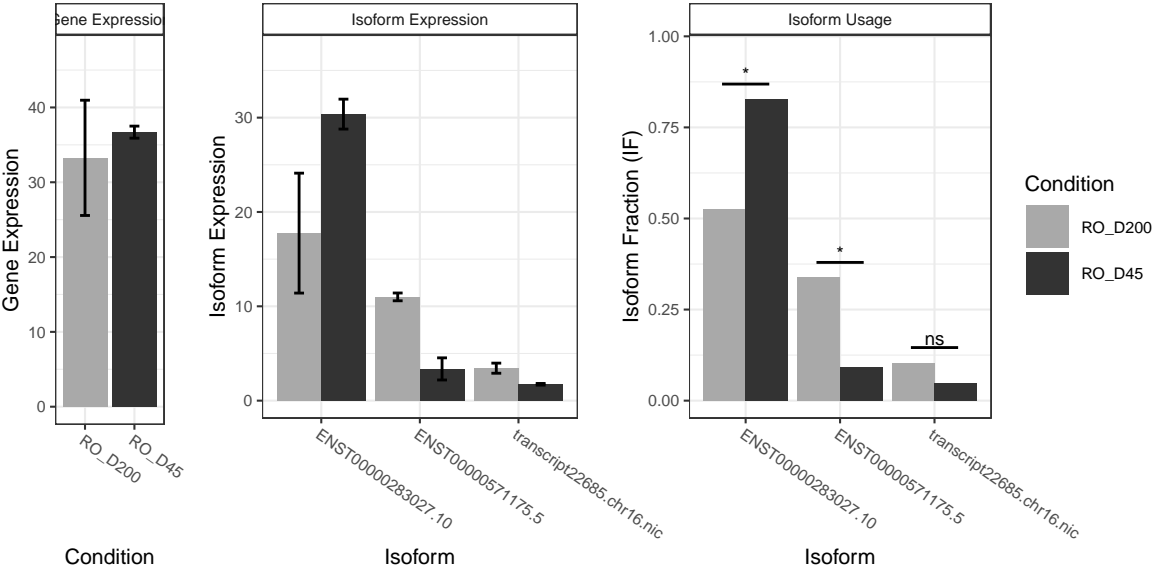 Gene Expression
Gene Expression
40
30
20
10
0
RO_D200
RO_D45
Condition
Isoform Expression
Isoform Expression
30
20
10
0
ENST00000283027.10
ENST00000571175.5
transcript22685.chr16.nic
Isoform
Isoform Usage
Isoform Fraction (IF)
1.00
0.75
0.50
0.25
0.00
*
*
ns
ENST00000283027.10
ENST00000571175.5
transcript22685.chr16.nic
Isoform
Condition
RO_D200
RO_D45